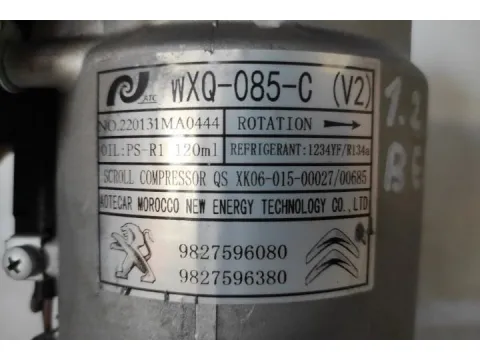 ATC WXQ-085-C (V2)
NO.220131MA0444 ROTATION
OIL:PS-R1 120ml REFRIGERANT:1234YF/R134a
SCROLL COMPRESSOR QS XK06-015-00027/00685
AOTECAR MOROCCO NEW ENERGY TECHNOLOGY CO.,LTD
9827596080
9827596380
1.2